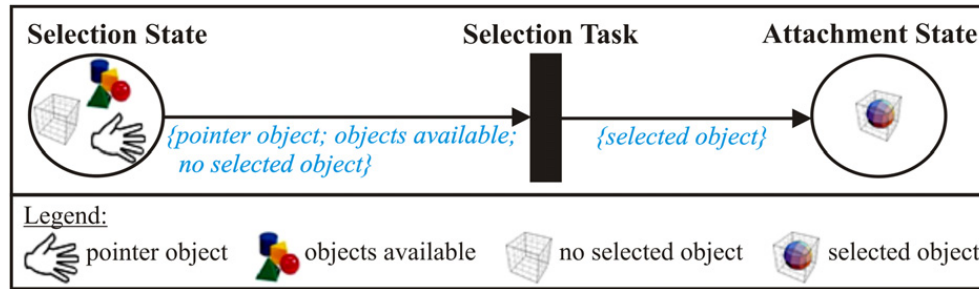 Selection State
Selection Task
Attachment State
{pointer object; objects available;
no selected object}
{selected object}
Legend:
pointer object
objects available
no selected object
selected object